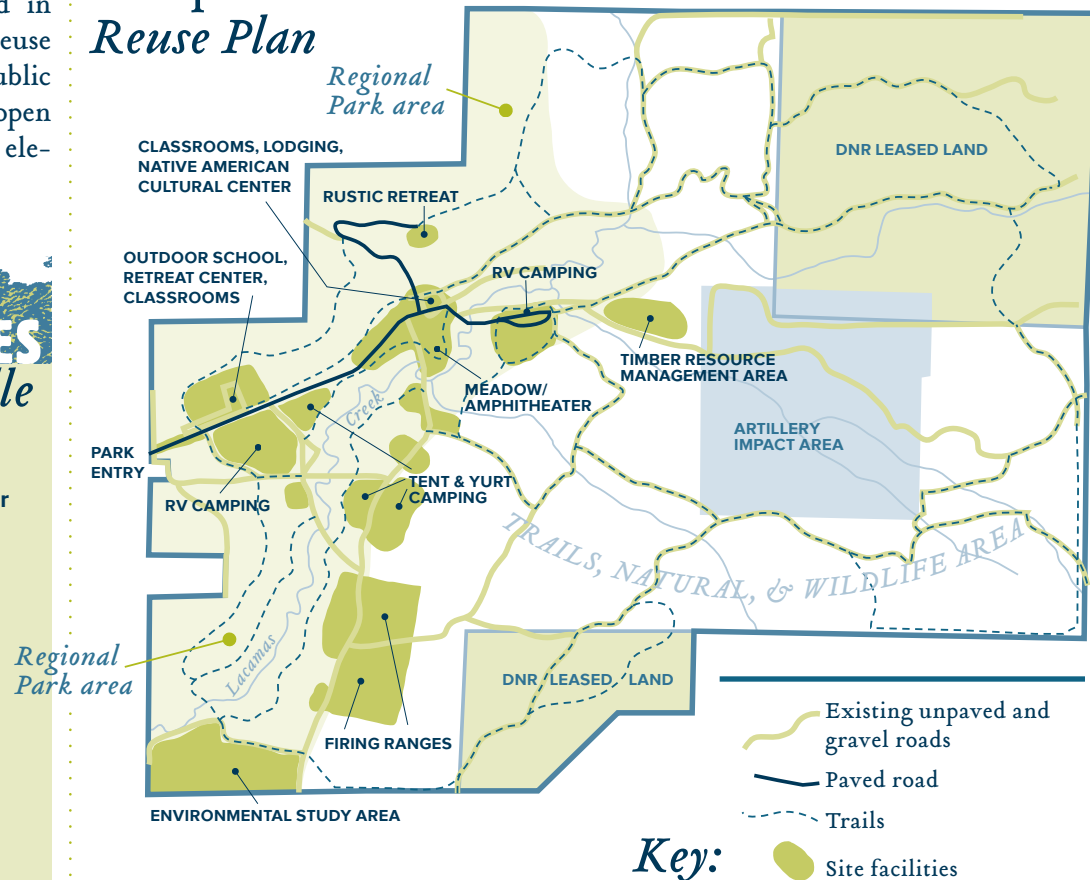 d in
euse
ublic
open
ele-
ES
le
r
Reuse Plan
Regional
Park area
CLASSROOMS, LODGING,
NATIVE AMERICAN
CULTURAL CENTER
RUSTIC RETREAT
DNR LEASED LAND
OUTDOOR SCHOOL,
RETREAT CENTER,
CLASSROOMS
RV CAMPING
TIMBER RESOURCE
MANAGEMENT AREA
MEADOW/
AMPHITHEATER
Creek
ARTILLERY
IMPACT AREA
PARK
ENTRY
TENT & YURT
CAMPING
RV CAMPING
TRAILS, NATURAL, & WILDLIFE AREA
Regional
Park area
Lacamas
DNR LEASED LAND
FIRING RANGES
ENVIRONMENTAL STUDY AREA
Key:
Existing unpaved and
gravel roads
Paved road
Trails
Site facilities